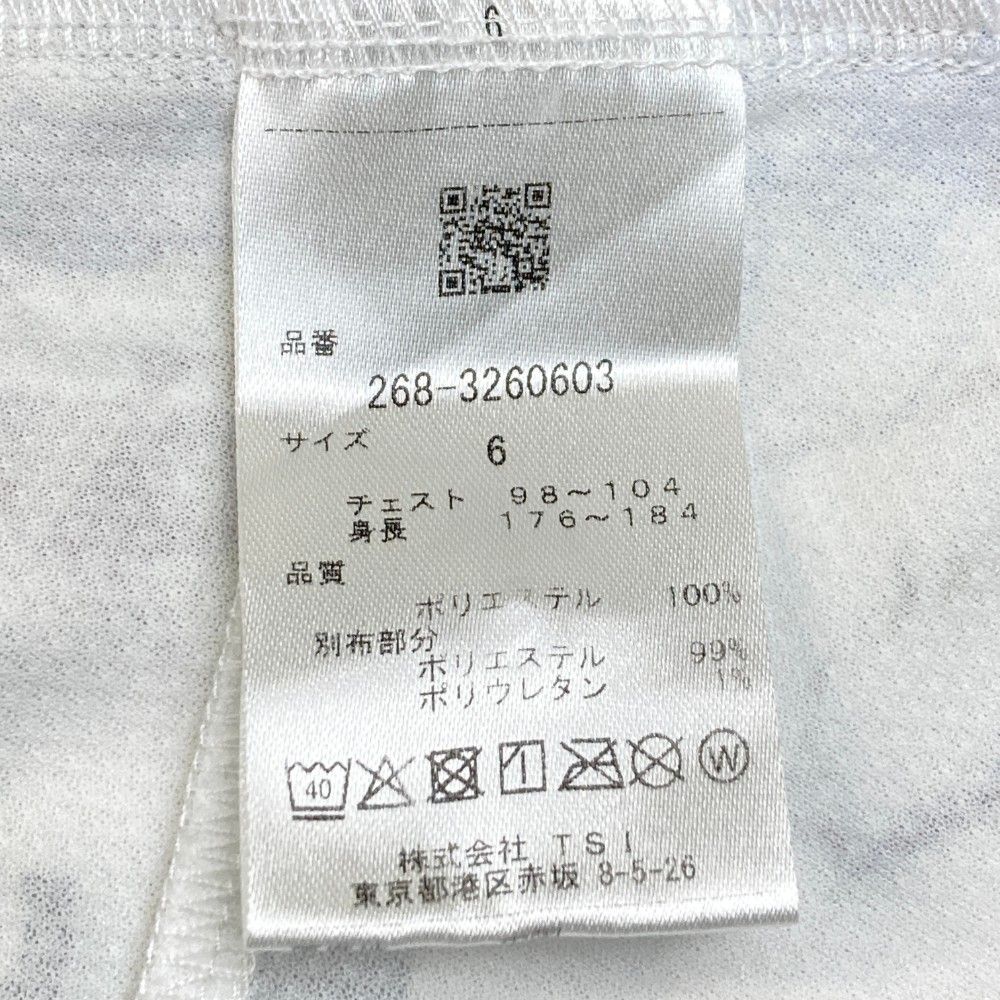 6
品番
268-3260603
サイズ
6
チェスト 98～104
身長 176～184
品質
ポリエステル 100%
別布部分
ポリエステル 99%
ポリウレタン 1%
40
W
株式会社 TSI
東京都港区赤坂 8-5-26